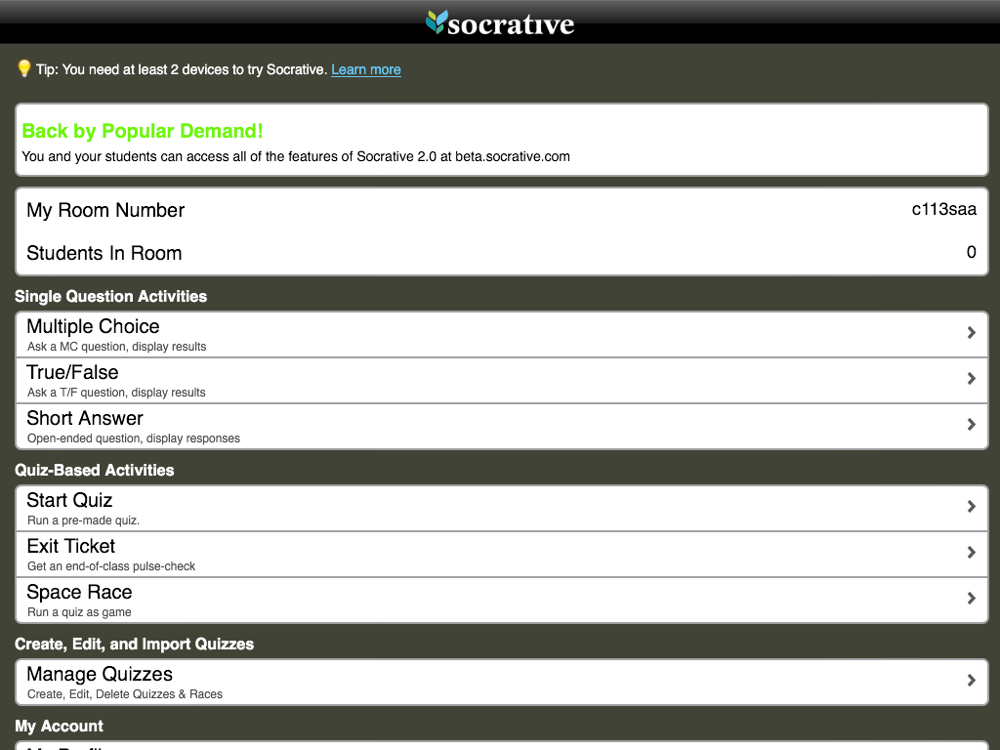 socrative
Tip: You need at least 2 devices to try Socrative. Learn more
Back by Popular Demand!
You and your students can access all of the features of Socrative 2.0 at beta.socrative.com
My Room Number c113saa
Students In Room 0
Single Question Activities
Multiple Choice
Ask a MC question, display results
True/False
Ask a T/F question, display results
Short Answer
Open-ended question, display responses
Quiz-Based Activities
Start Quiz
Run a pre-made quiz.
Exit Ticket
Get an end-of-class pulse-check
Space Race
Run a quiz as game
Create, Edit, and Import Quizzes
Manage Quizzes
Create, Edit, Delete Quizzes & Races
My Account